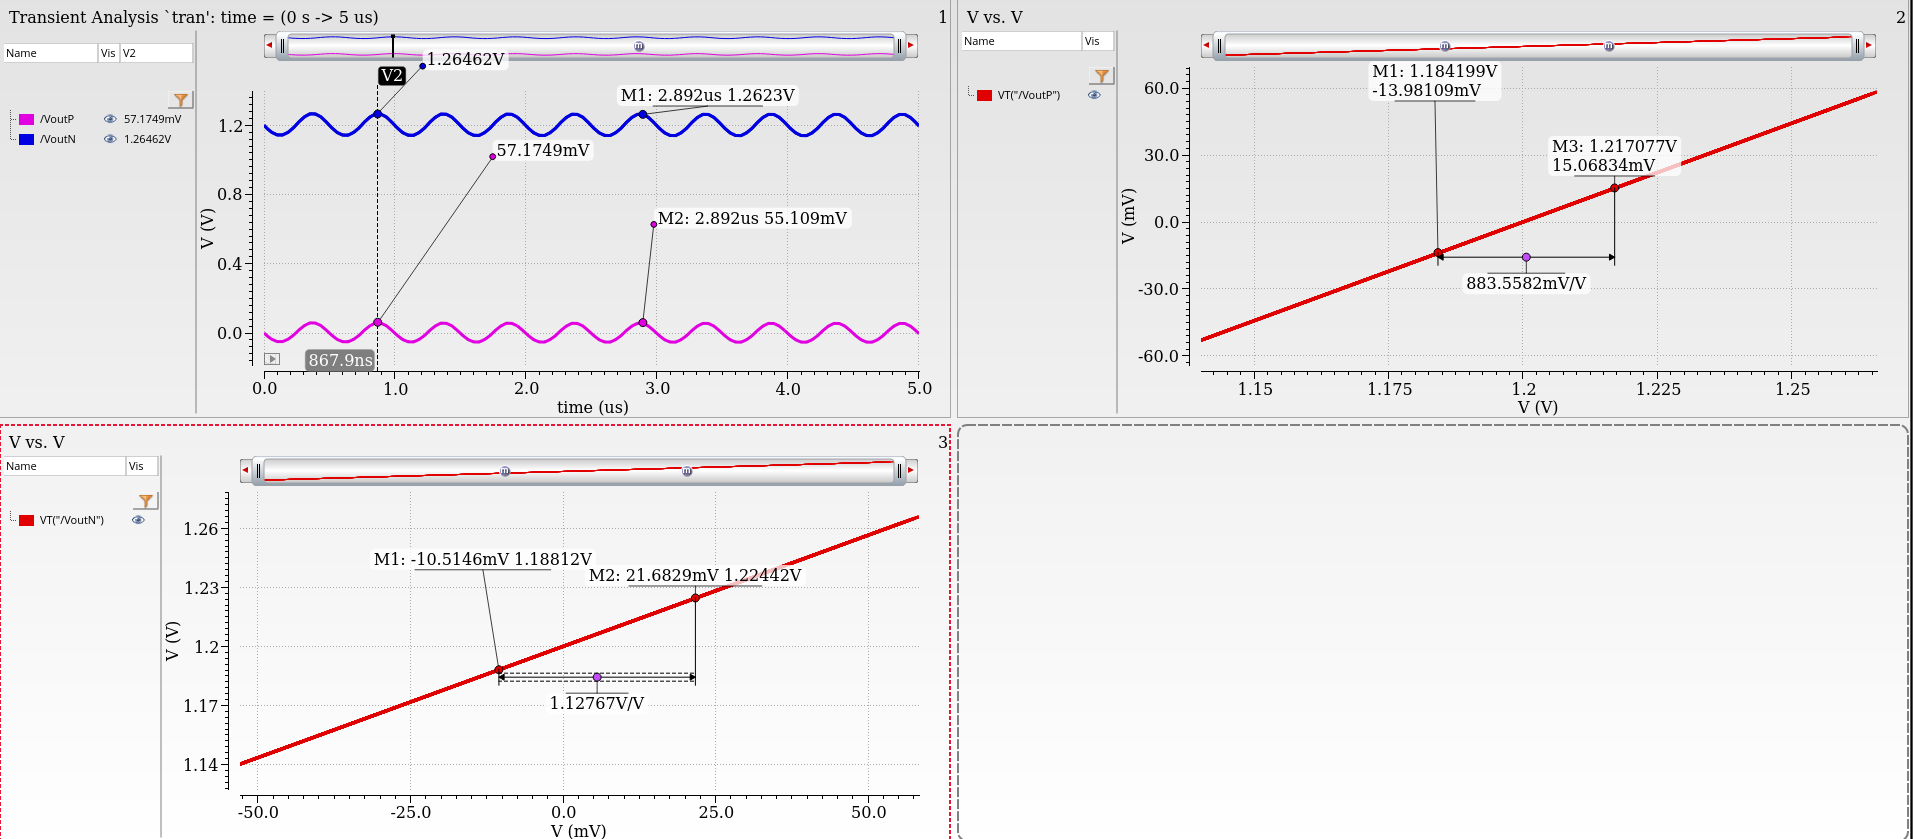 Transient Analysis `tran': time = (0 s -> 5 us)
1
Name Vis V2
/VoutP 57.1749mV
/VoutN 1.26462V
V2
1.26462V
M1: 2.892us 1.2623V
57.1749mV
M2: 2.892us 55.109mV
867.9ns
V (V)
1.2
0.8
0.4
0.0
0.0 1.0 2.0 3.0 4.0 5.0
time (us)
V vs. V
2
Name Vis
VT("/VoutP")
M1: 1.184199V
-13.98109mV
M3: 1.217077V
15.06834mV
883.5582mV/V
V (mV)
60.0
30.0
0.0
-30.0
-60.0
1.15 1.175 1.2 1.225 1.25
V (V)
V vs. V
3
Name Vis
VT("/VoutN")
M1: -10.5146mV 1.18812V
M2: 21.6829mV 1.22442V
1.12767V/V
V (V)
1.26
1.23
1.2
1.17
1.14
-50.0 -25.0 0.0 25.0 50.0
V (mV)